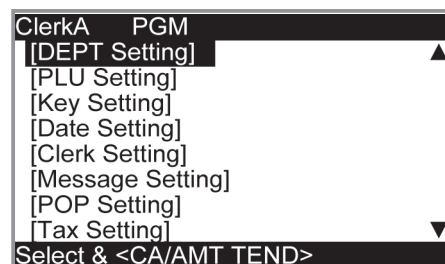 ClerkA PGM
[DEPT Setting]
[PLU Setting]
[Key Setting]
[Date Setting]
[Clerk Setting]
[Message Setting]
[POP Setting]
[Tax Setting]
Select & <CA/AMT TEND>